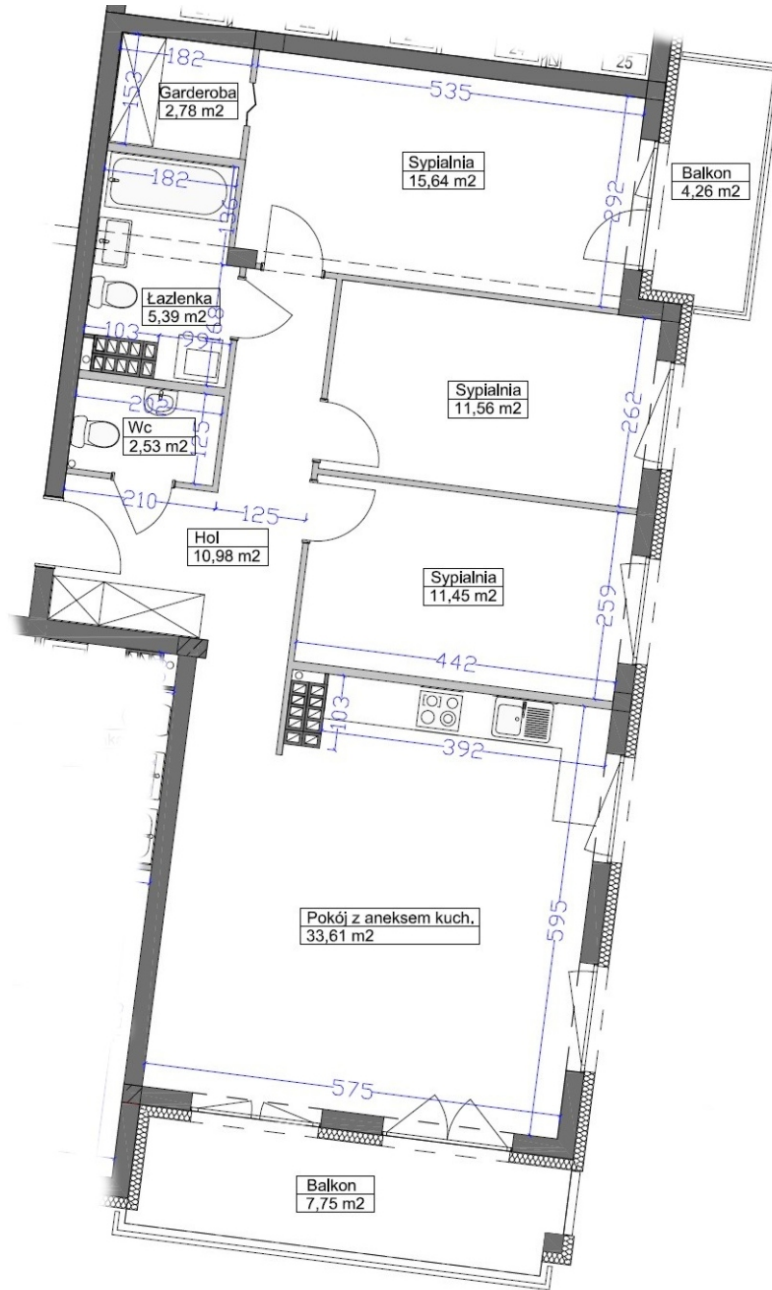 25
182
535
153
Garderoba
2,78 m2
Sypialnia
15,64 m2
292
Balkon
4,26 m2
182
136
Łazlenka
5,39 m2
103
99
168
Sypialnia
11,56 m2
262
202
Wc
2,53 m2
125
210
125
Hol
10,98 m2
Sypialnia
11,45 m2
259
442
103
392
Pokój z aneksem kuch.
33,61 m2
595
575
Balkon
7,75 m2